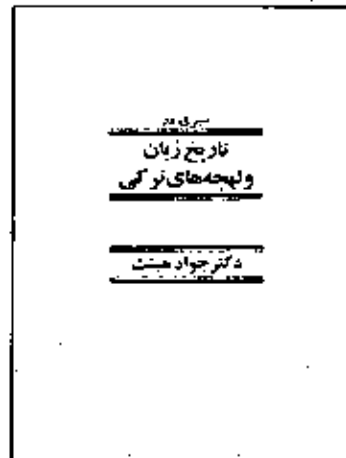 سیری در
تاریخ زبان
و لهجه‌های ترکی
دکتر جواد هیئت